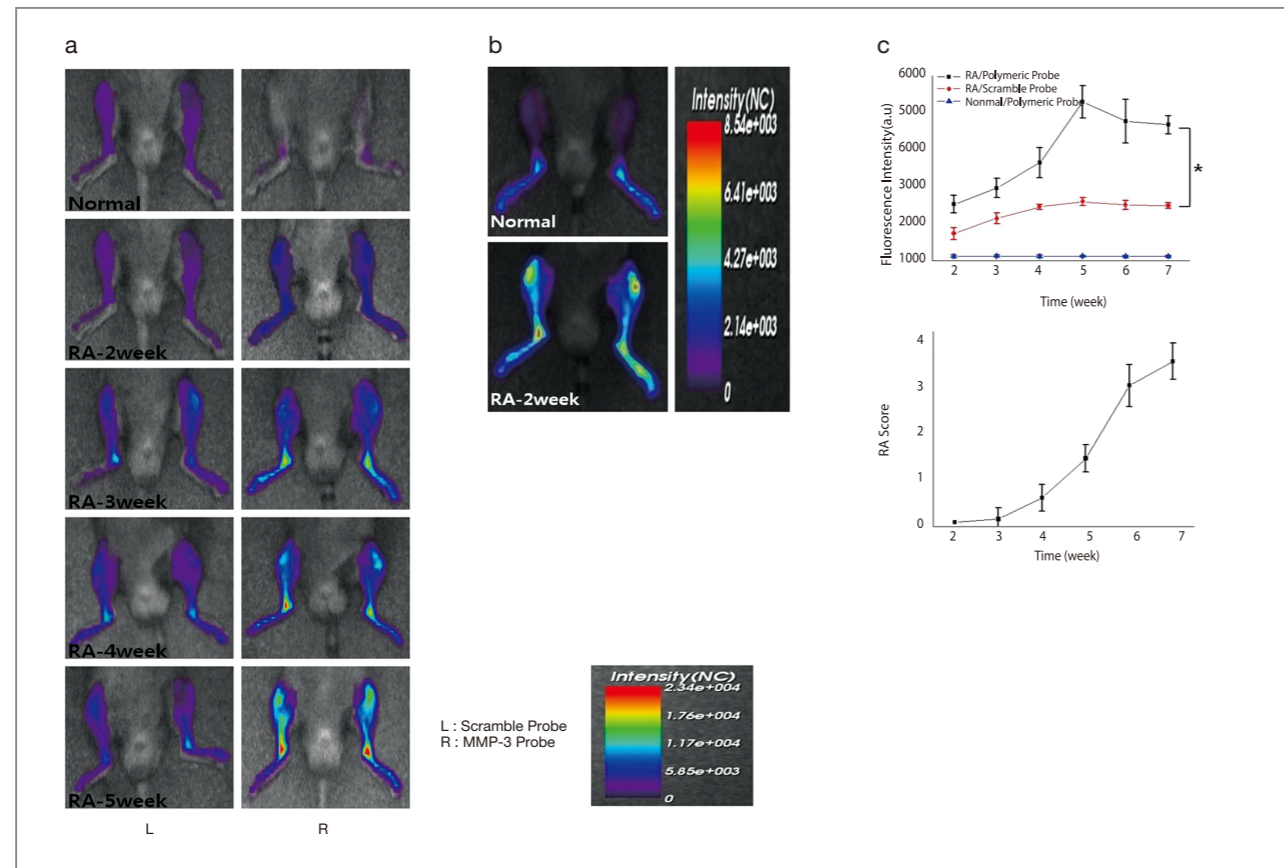 a
Normal
RA-2week
RA-3week
RA-4week
RA-5week
L
R
L : Scramble Probe
R : MMP-3 Probe
Intensity(NC)
2.34e+004
1.76e+004
1.17e+004
5.85e+003
0
b
Normal
RA-2week
Intensity(NC)
8.54e+003
6.41e+003
4.27e+003
2.14e+003
0
c
RA/Polymeric Probe
RA/Scramble Probe
Nonmal/Polymeric Probe
Fluorescence Intensity(a.u)
6000
5000
6000
3000
2000
1000
*
2 3 4 5 6 7
Time (week)
RA Score
4
3
2
1
0
2 3 4 5 6 7
Time (week)